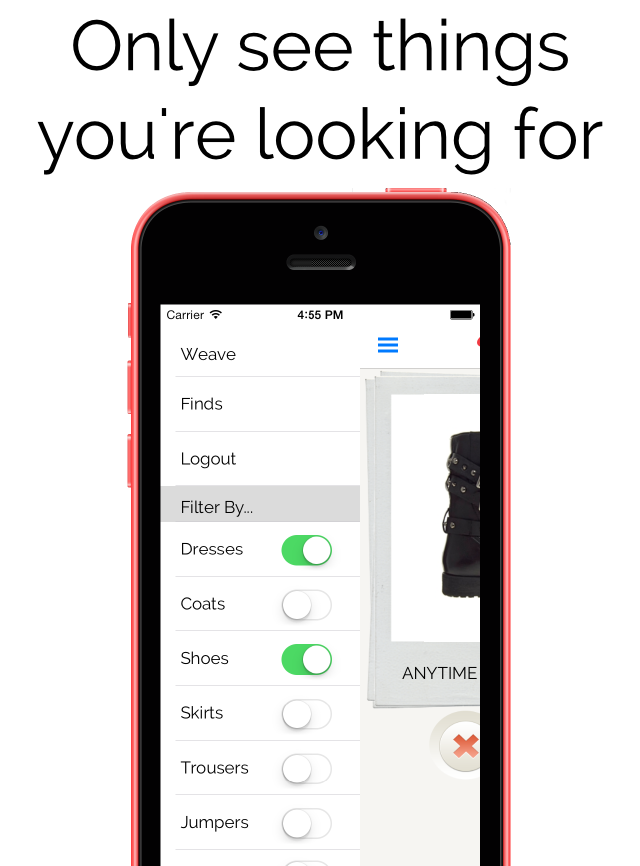 Only see things
you're looking for
Carrier 4:55 PM
Weave
Finds
Logout
Filter By...
Dresses
Coats
Shoes
Skirts
Trousers
Jumpers
ANYTIME